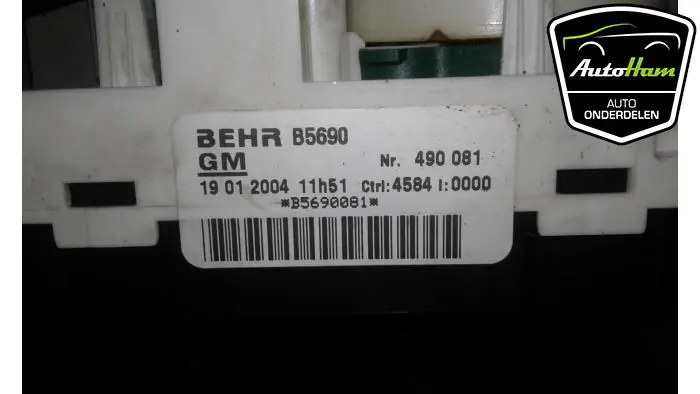 BEHR B5690
GM Nr. 490 081
19 01 2004 11h51 Ctrl:4584 I:0000
*B5690081*
AutoHam
AUTO
ONDERDELEN